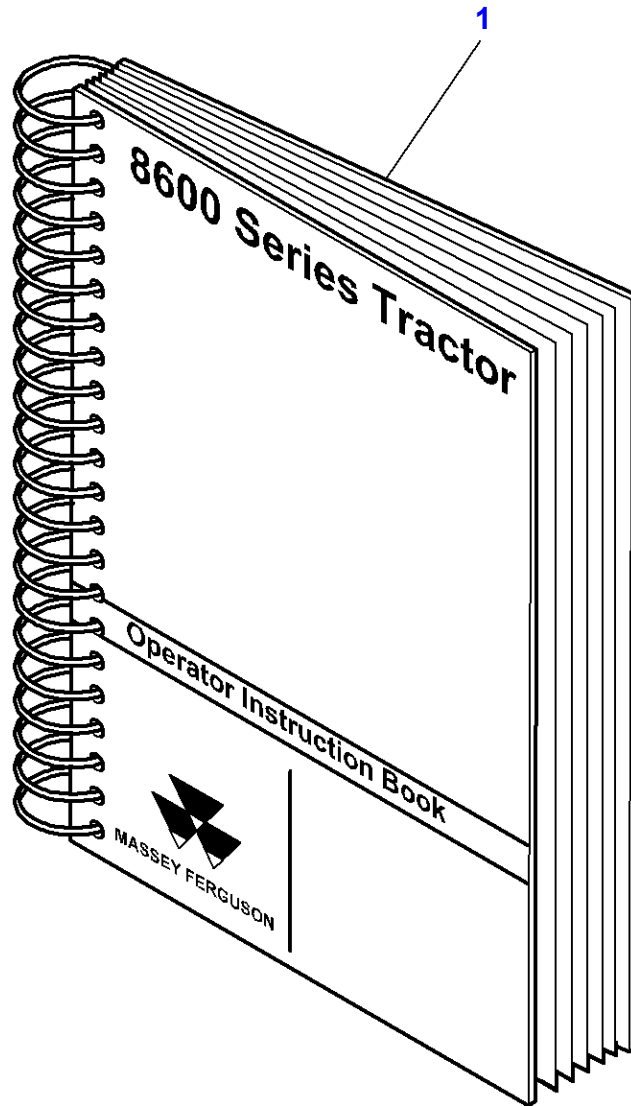 1
8600 Series Tractor
Operator Instruction Book
MASSEY FERGUSON